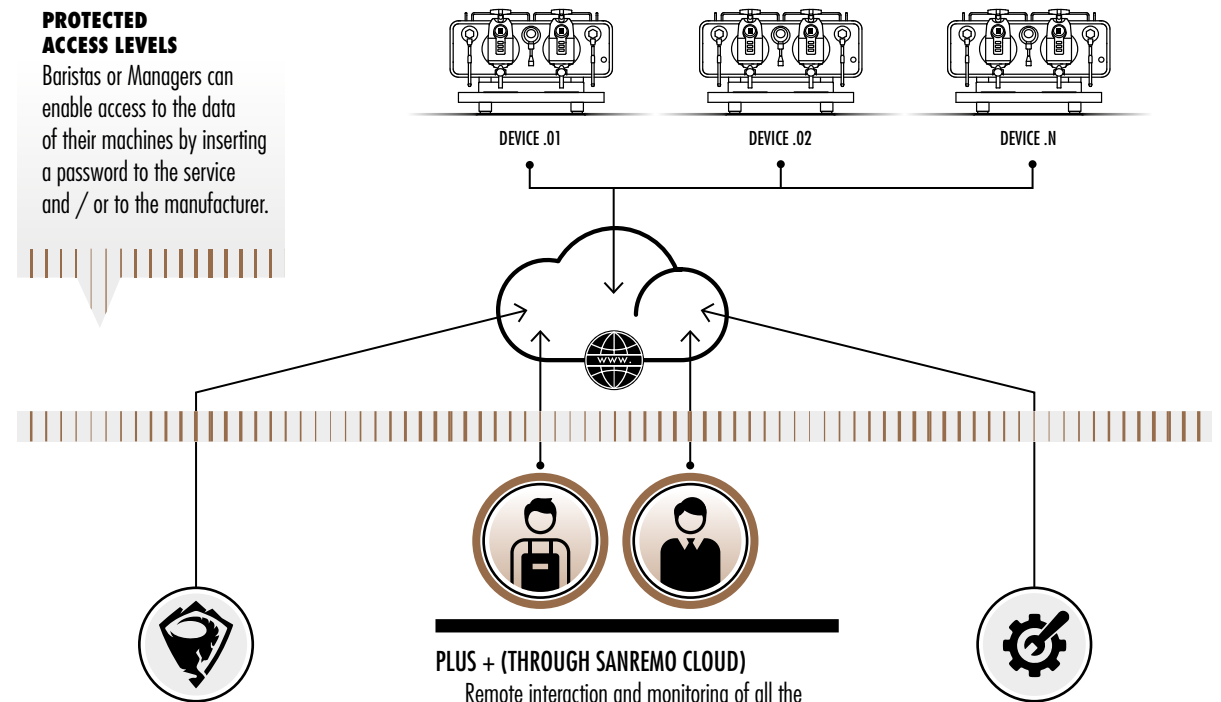 PROTECTED
ACCESS LEVELS
Baristas or Managers can
enable access to the data
of their machines by inserting
a password to the service
and / or to the manufacturer.
DEVICE .01
DEVICE .02
DEVICE .N
www.
PLUS + (THROUGH SANREMO CLOUD)
Remote interaction and monitoring of all the